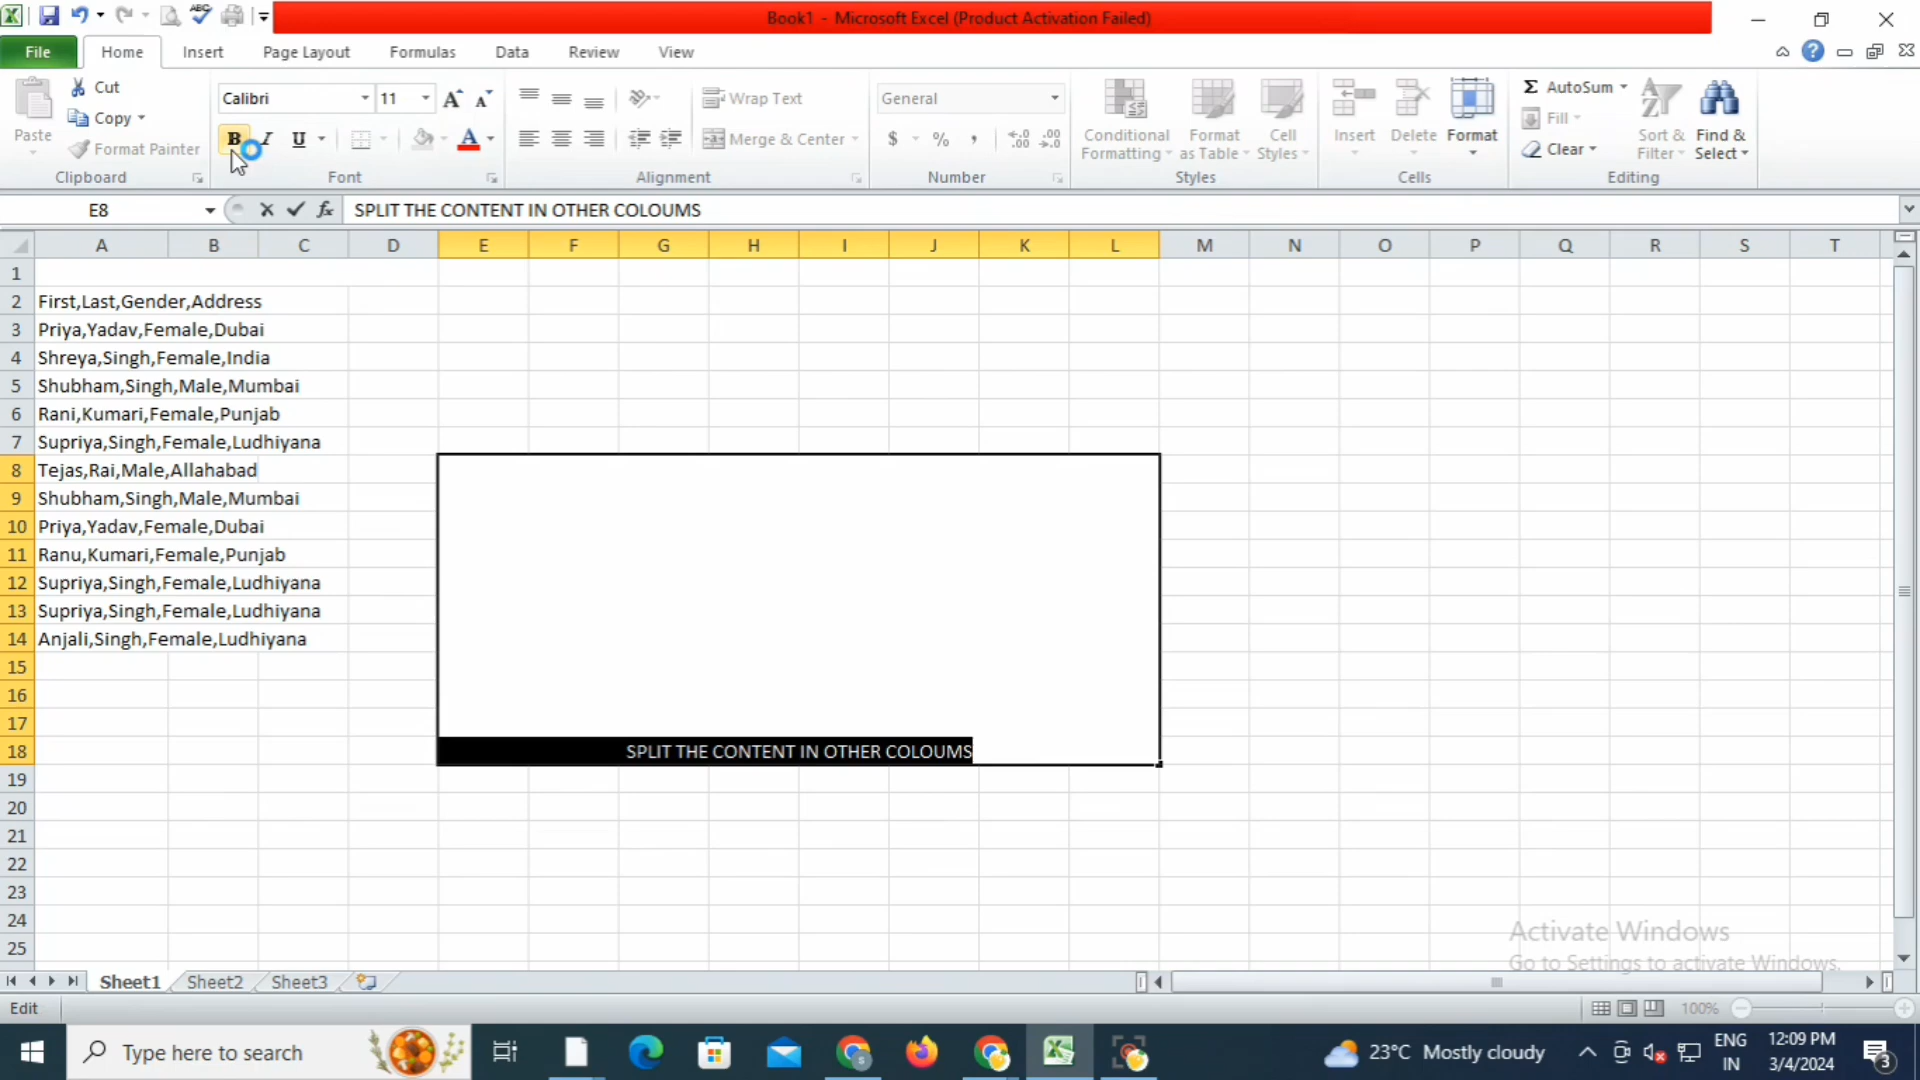 Book1 - Microsoft Excel (Product Activation Failed)
File Home Insert Page Layout Formulas Data Review View
Paste Cut Copy Format Painter Clipboard
Calibri 11 B I U Font
Wrap Text Merge & Center Alignment
General $ % , Number
Conditional Formatting Format as Table Cell Styles Styles
Insert Delete Format Cells
AutoSum Fill Clear Sort & Filter Find & Select Editing
E8 fx SPLIT THE CONTENT IN OTHER COLOUMS
A B C D E F G H I J K L M N O P Q R S T
1
2 First,Last,Gender,Address
3 Priya,Yadav,Female,Dubai
4 Shreya,Singh,Female,India
5 Shubham,Singh,Male,Mumbai
6 Rani,Kumari,Female,Punjab
7 Supriya,Singh,Female,Ludhiyana
8 Tejas,Rai,Male,Allahabad
9 Shubham,Singh,Male,Mumbai
10 Priya,Yadav,Female,Dubai
11 Ranu,Kumari,Female,Punjab
12 Supriya,Singh,Female,Ludhiyana
13 Supriya,Singh,Female,Ludhiyana
14 Anjali,Singh,Female,Ludhiyana
15
16
17
18 SPLIT THE CONTENT IN OTHER COLOUMS
19
20
21
22
23
24
25
Activate Windows
Go to Settings to activate Windows.
Sheet1 Sheet2 Sheet3
Edit 100%
Type here to search 23°C Mostly cloudy ENG IN 12:09 PM 3/4/2024 3